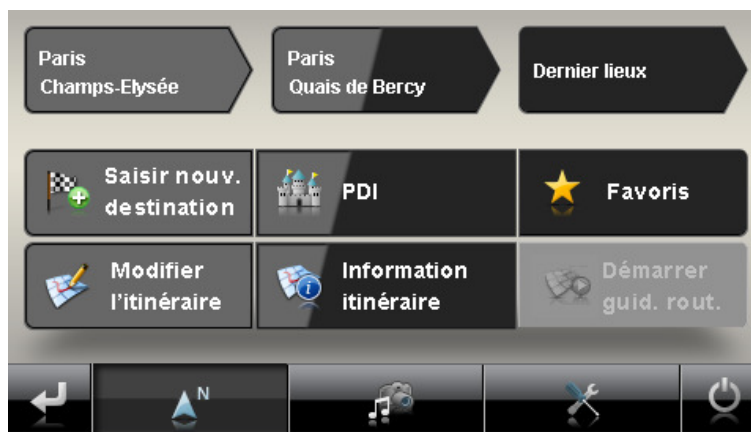 Paris
Champs-Elysée
Paris
Quais de Bercy
Dernier lieux
Saisir nouv.
destination
PDI
Favoris
Modifier
l'itinéraire
Information
itinéraire
Démarrer
guid. rout.
N